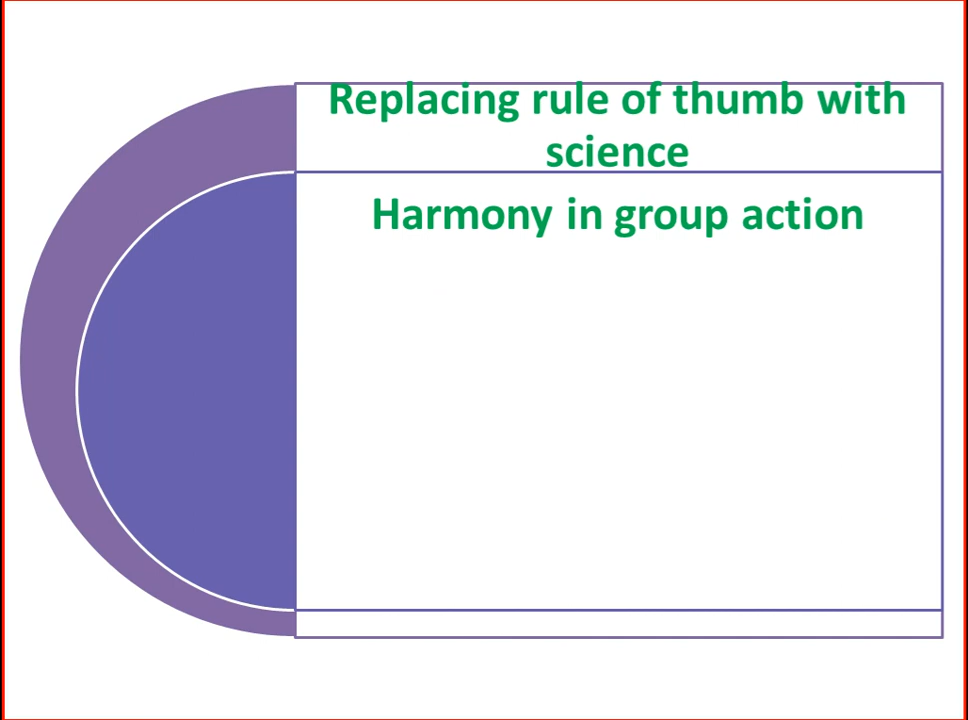 Replacing rule of thumb with
science
Harmony in group action